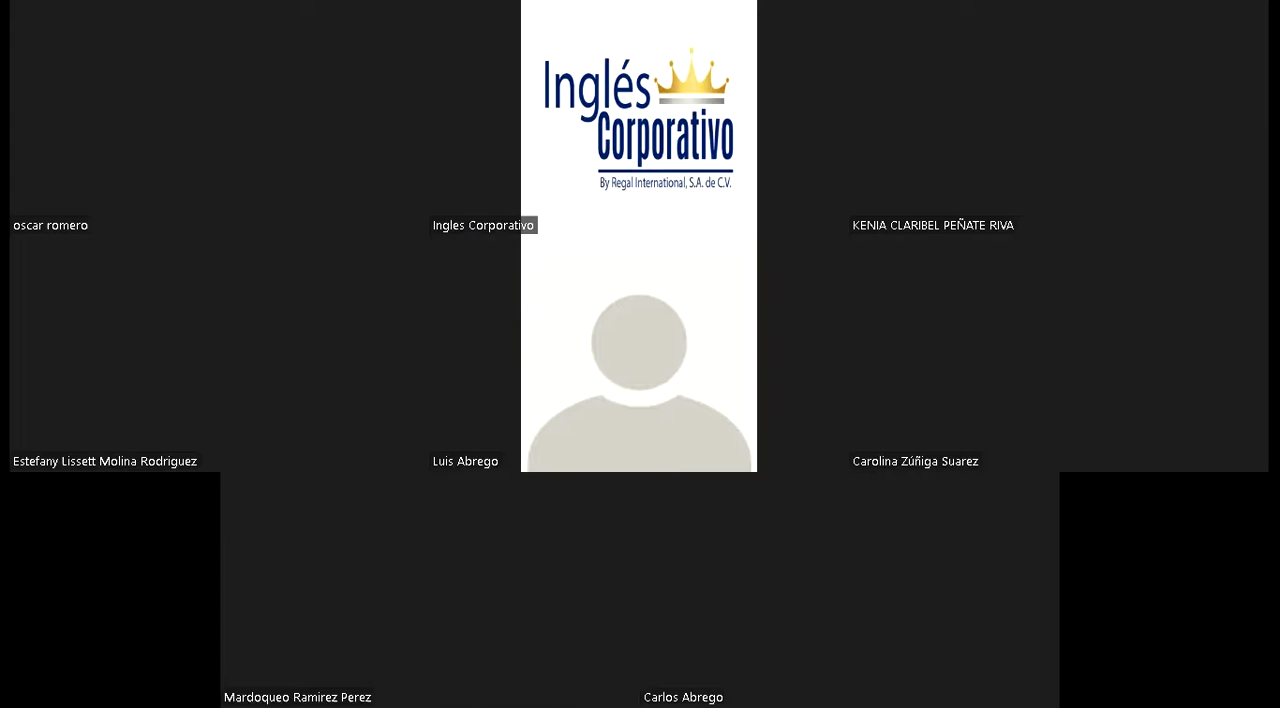 Inglés
Corporativo
By Regal International, S.A. de C.V.
oscar romero
Ingles Corporativo
KENIA CLARIBEL PEÑATE RIVA
Estefany Lissett Molina Rodriguez
Luis Abrego
Carolina Zúñiga Suarez
Mardoqueo Ramirez Perez
Carlos Abrego